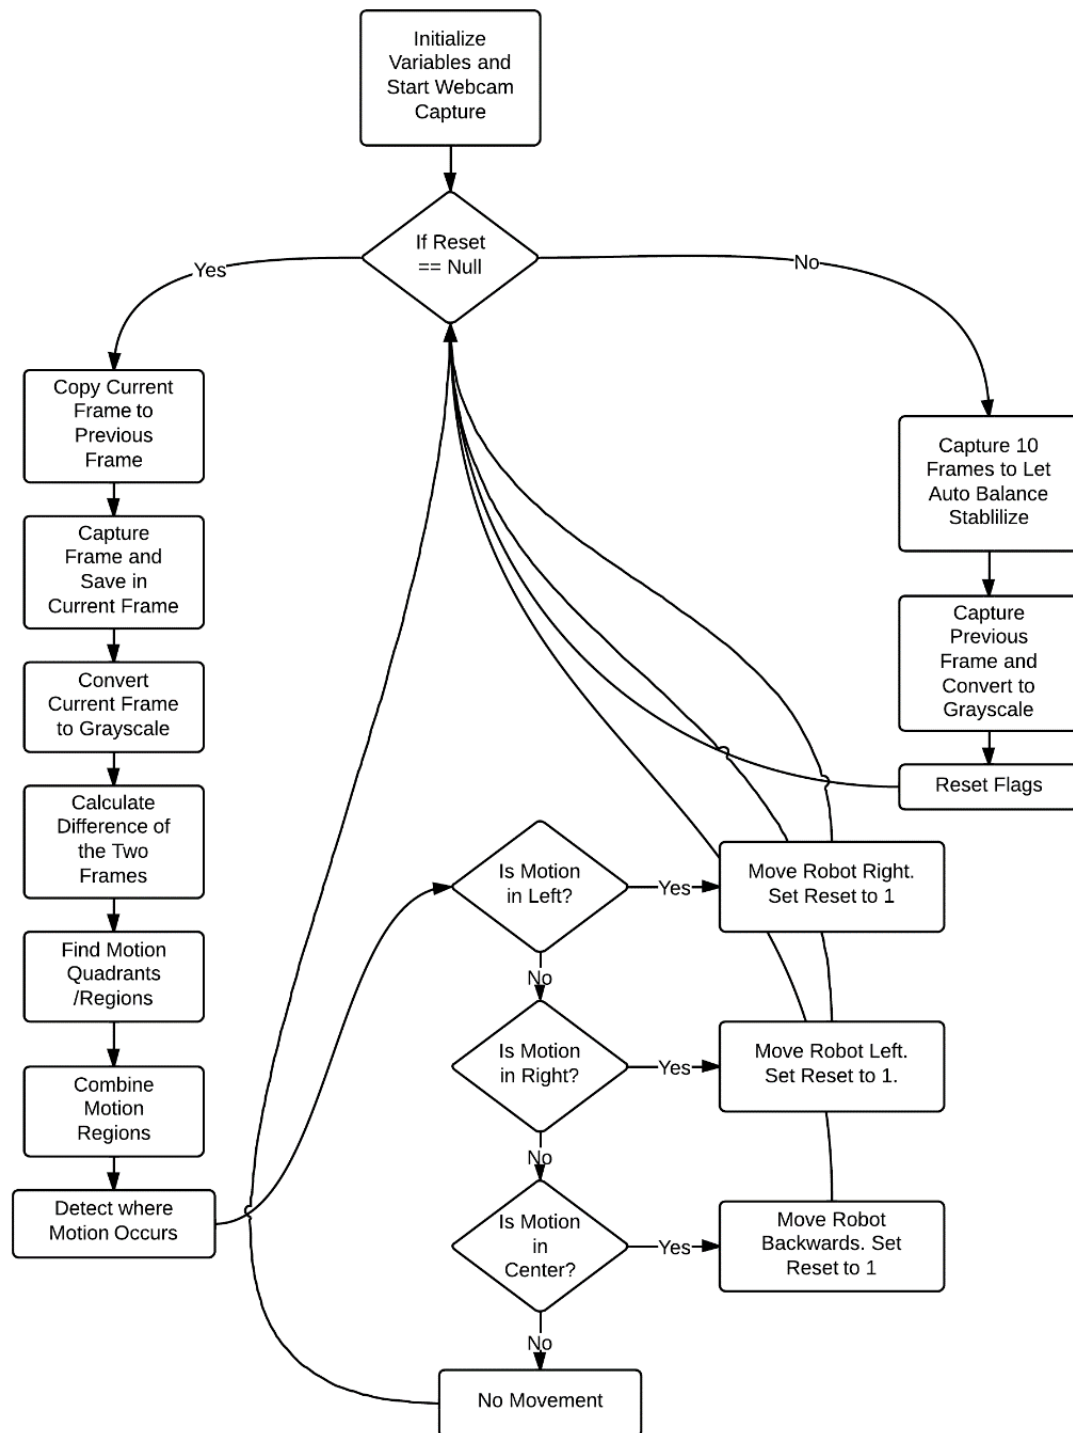 Initialize
Variables and
Start Webcam
Capture
If Reset
== Null
Yes
No
Copy Current
Frame to
Previous
Frame
Capture
Frame and
Save in
Current Frame
Convert
Current Frame
to Grayscale
Calculate
Difference of
the Two
Frames
Find Motion
Quadrants
/Regions
Combine
Motion
Regions
Detect where
Motion Occurs
Capture 10
Frames to Let
Auto Balance
Stablilize
Capture
Previous
Frame and
Convert to
Grayscale
Reset Flags
Is Motion
in Left?
Yes
Move Robot Right.
Set Reset to 1
No
Is Motion
in Right?
Yes
Move Robot Left.
Set Reset to 1.
No
Is Motion
in
Center?
Yes
Move Robot
Backwards. Set
Reset to 1
No
No Movement